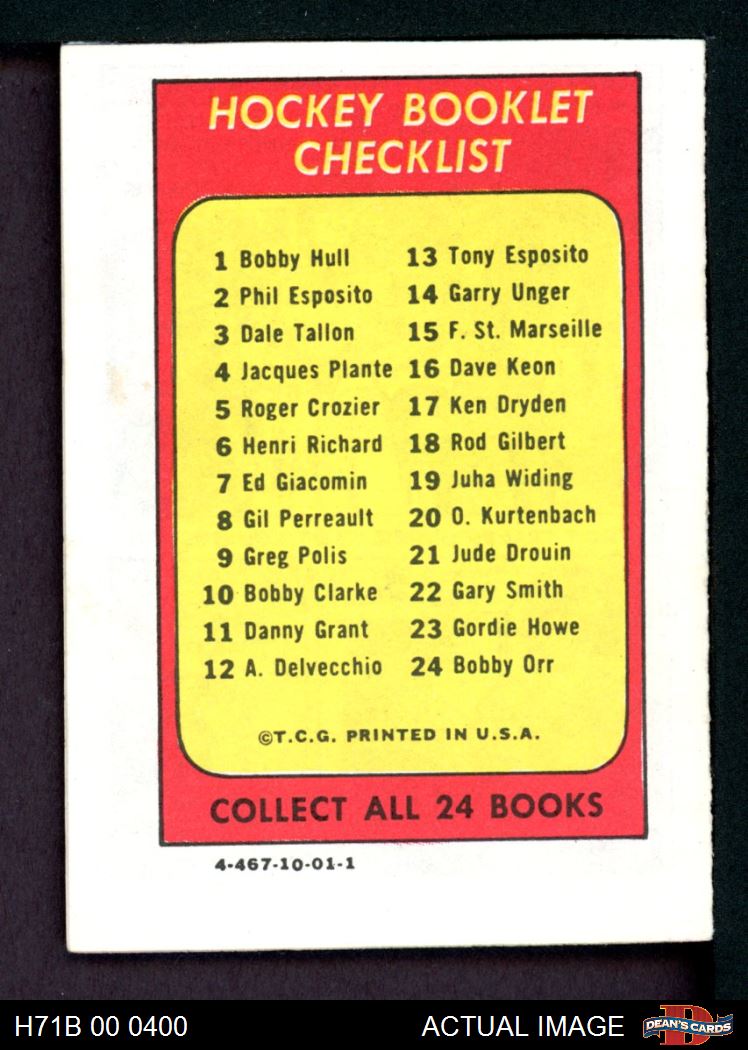 HOCKEY BOOKLET
CHECKLIST
1 Bobby Hull
2 Phil Esposito
3 Dale Tallon
4 Jacques Plante
5 Roger Crozier
6 Henri Richard
7 Ed Giacomin
8 Gil Perreault
9 Greg Polis
10 Bobby Clarke
11 Danny Grant
12 A. Delvecchio
13 Tony Esposito
14 Garry Unger
15 F. St. Marseille
16 Dave Keon
17 Ken Dryden
18 Rod Gilbert
19 Juha Widing
20 O. Kurtenbach
21 Jude Drouin
22 Gary Smith
23 Gordie Howe
24 Bobby Orr
©T.C.G. PRINTED IN U.S.A.
COLLECT ALL 24 BOOKS
4-467-10-01-1
H71B 00 0400
ACTUAL IMAGE
D
DEAN'S CARDS